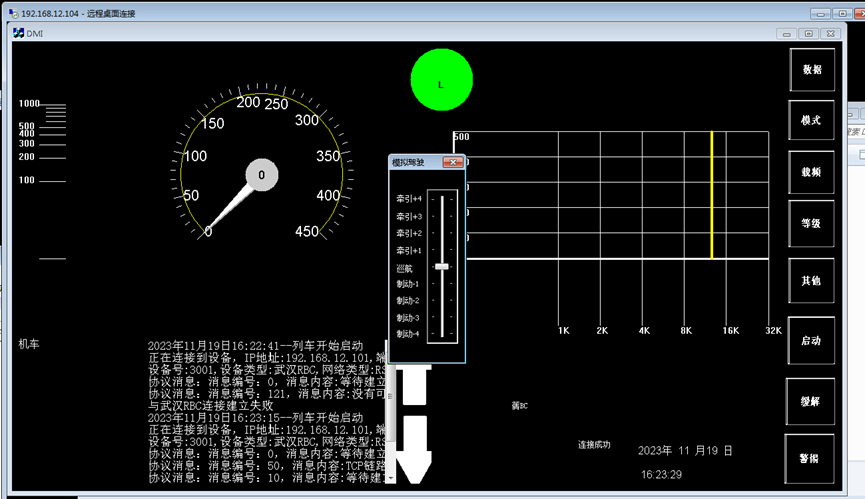 192.168.12.104 - 远程桌面连接
DMI
1000
500
400
300
200
100
0
50
100
150
200
250
300
350
400
450
0
L
500
1K
2K
4K
8K
16K
32K
模拟驾驶
牵引+4
牵引+3
牵引+2
牵引+1
巡航
制动-1
制动-2
制动-3
制动-4
数据
模式
载频
等级
其他
启动
缓解
警惕
机车
2023年11月19日16:22:41--列车开始启动
正在连接到设备, IP地址:192.168.12.101,端
设备号:3001,设备类型:武汉RBC,网络类型:RS
协议消息: 消息编号: 0, 消息内容:等待建立
协议消息: 消息编号: 121, 消息内容:没有可
与武汉RBC连接建立失败
2023年11月19日16:23:15--列车开始启动
正在连接到设备, IP地址:192.168.12.101,端
设备号:3001,设备类型:武汉RBC,网络类型:RS
协议消息: 消息编号: 0, 消息内容:等待建立
协议消息: 消息编号: 50, 消息内容:TCP链路
协议消息: 消息编号: 10, 消息内容:等待建立
连接成功
2023年 11 月19 日
16:23:29